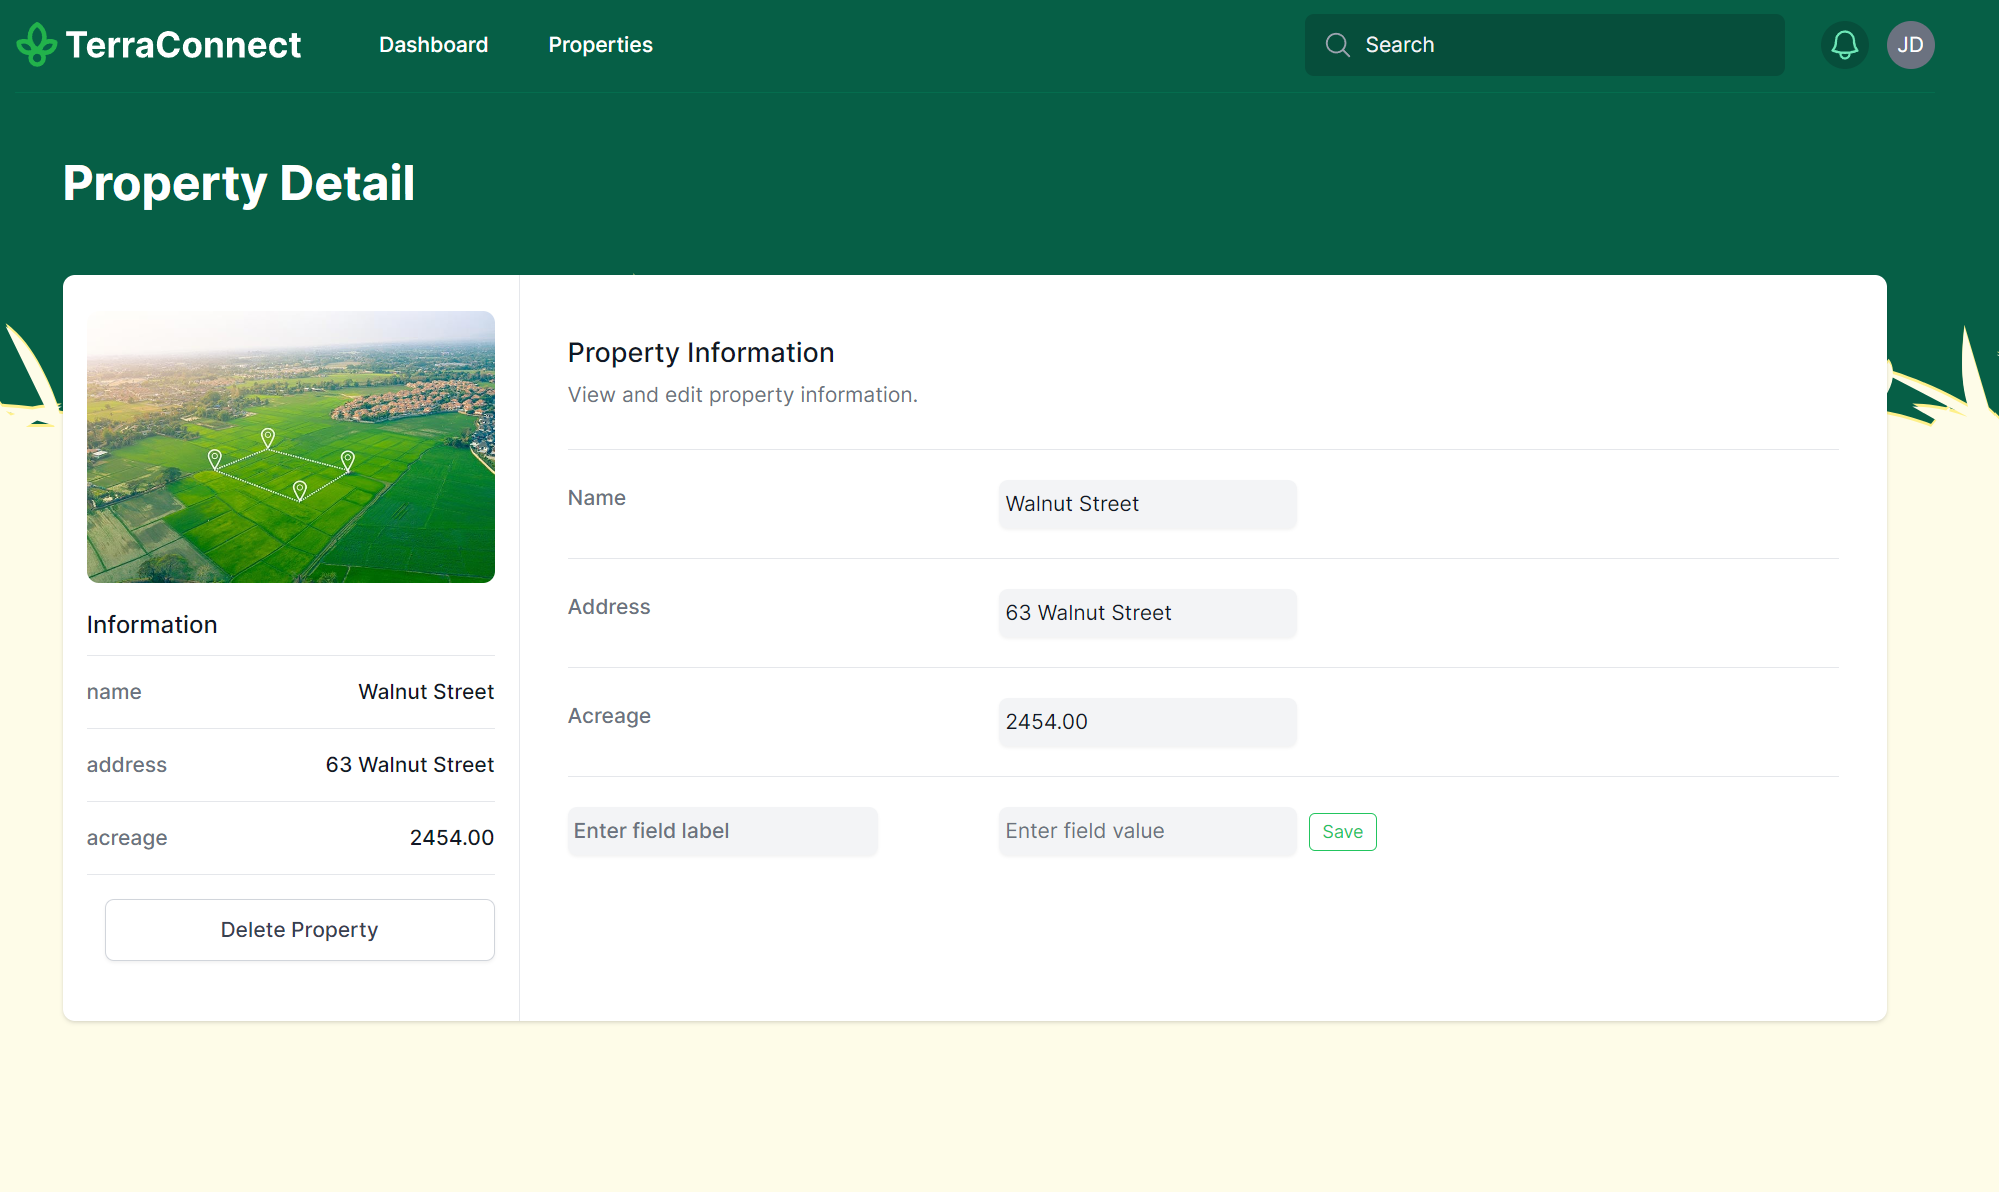 TerraConnect
Dashboard
Properties
Search
JD
Property Detail
Information
name
Walnut Street
address
63 Walnut Street
acreage
2454.00
Delete Property
Property Information
View and edit property information.
Name
Walnut Street
Address
63 Walnut Street
Acreage
2454.00
Enter field label
Enter field value
Save